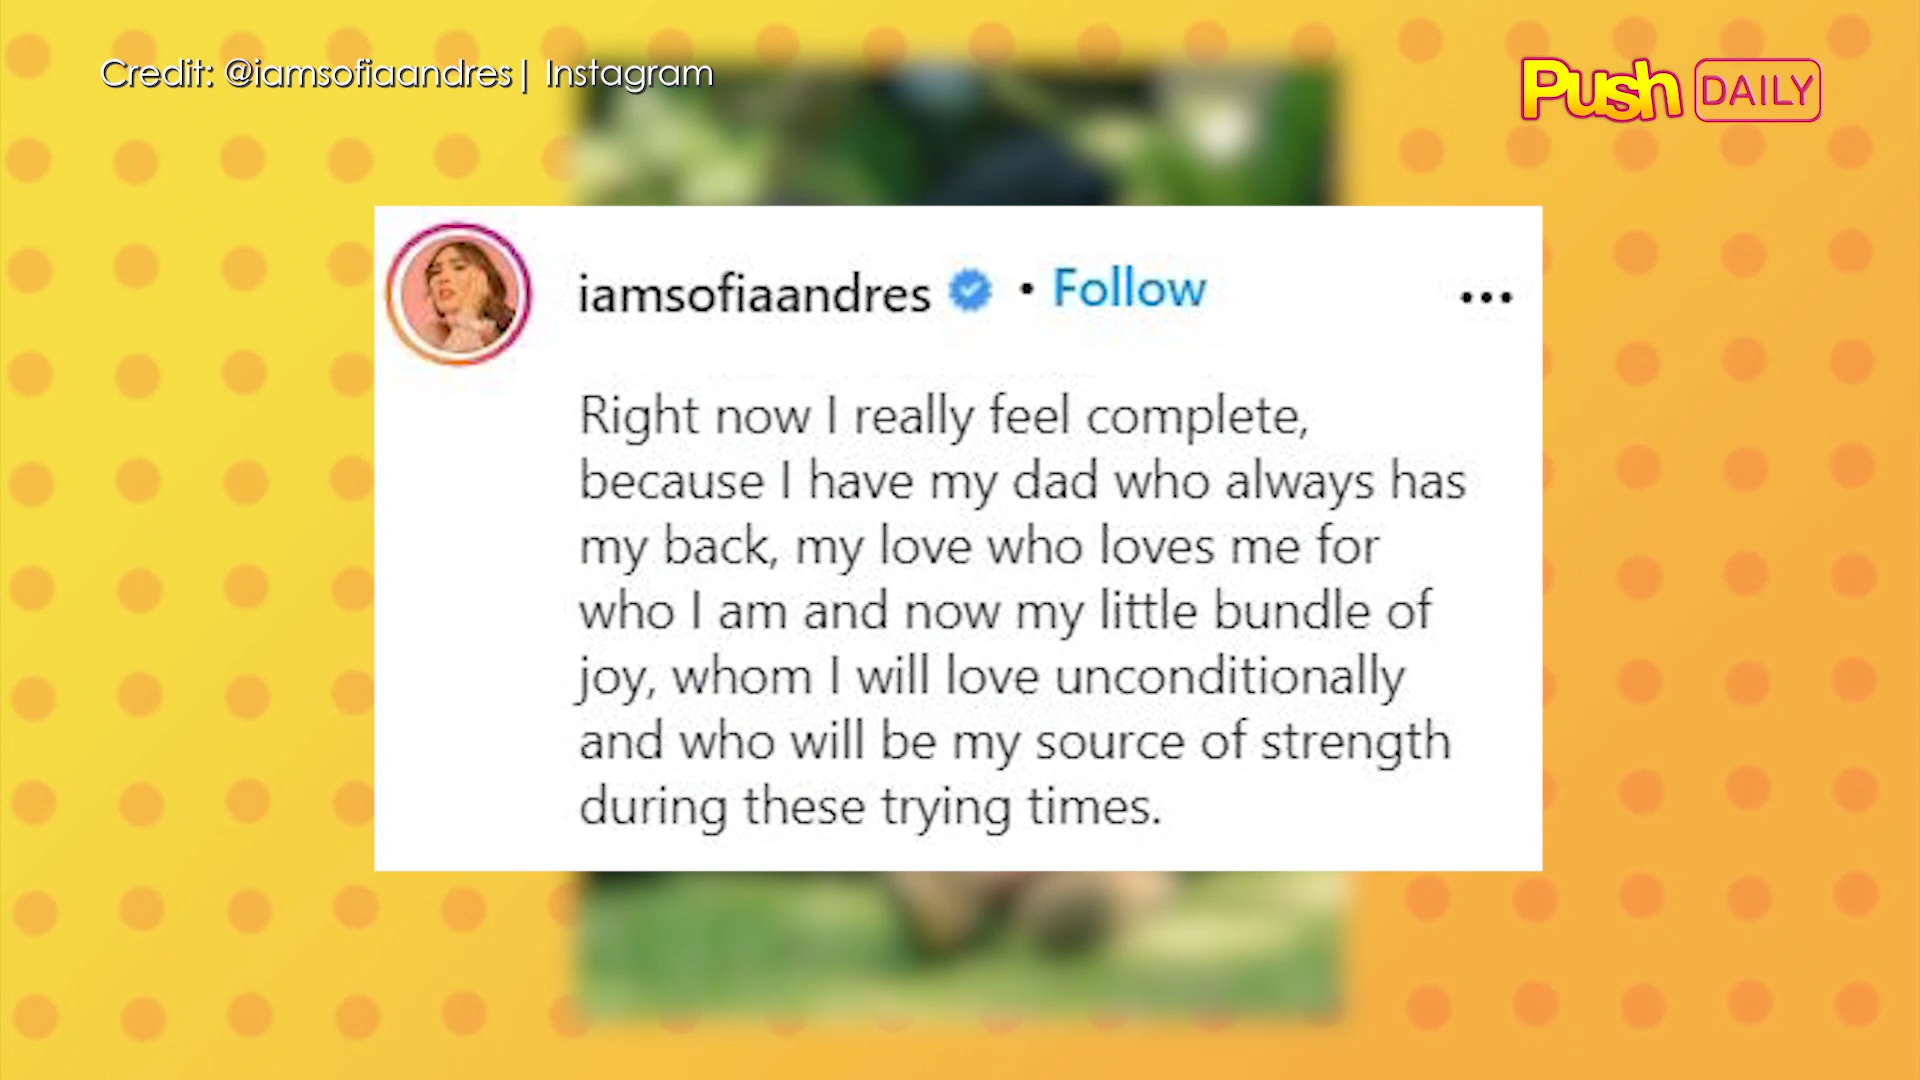 Credit: @iamsofiaandres| Instagram
Push DAILY
iamsofiaandres • Follow
Right now I really feel complete,
because I have my dad who always has
my back, my love who loves me for
who I am and now my little bundle of
joy, whom I will love unconditionally
and who will be my source of strength
during these trying times.